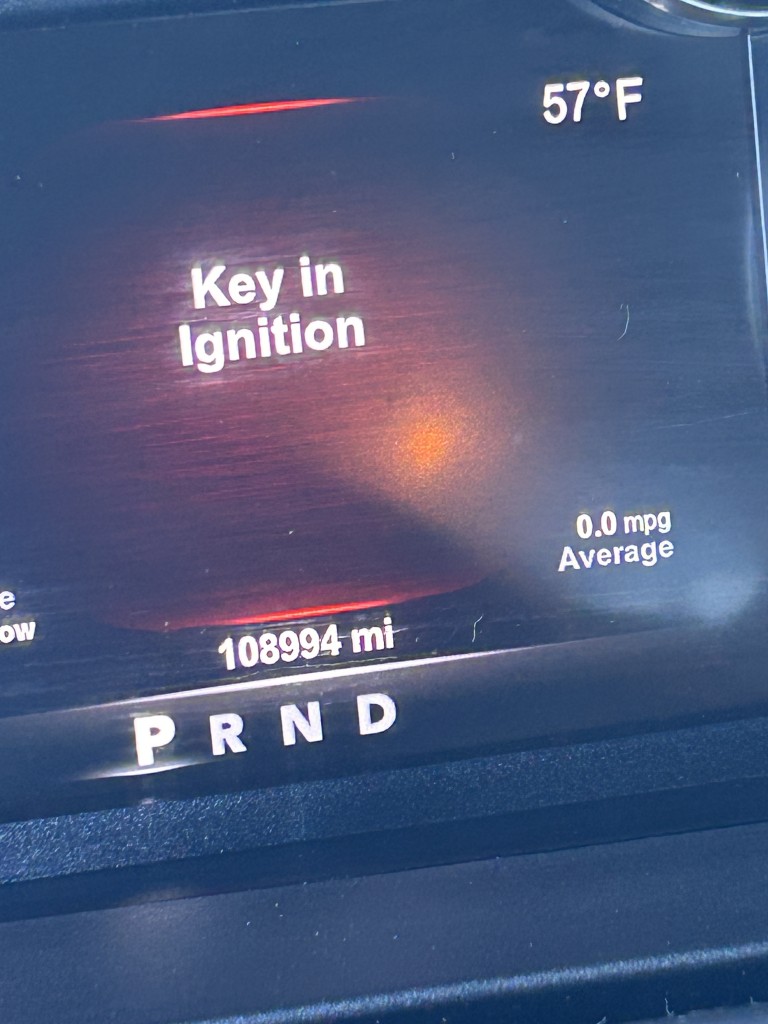 57°F
Key in
Ignition
0.0 mpg
Average
108994 mi
P R N D